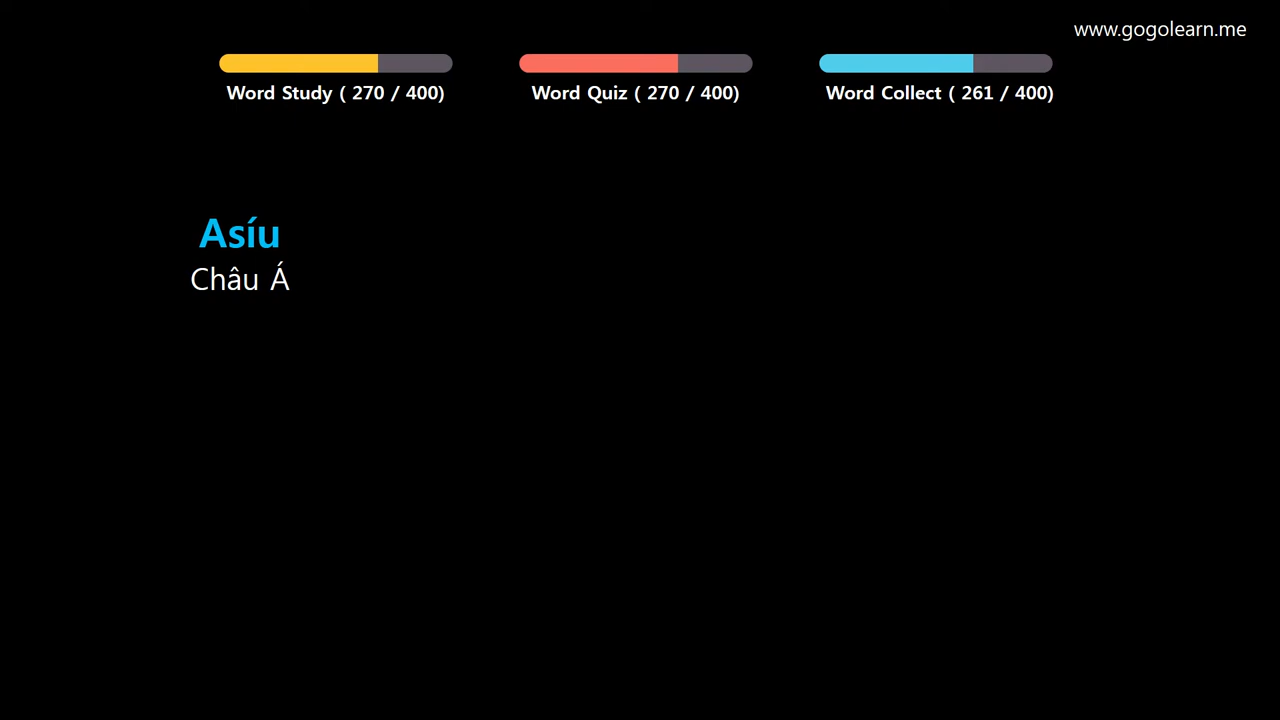 www.gogolearn.me
Word Study ( 270 / 400)
Word Quiz ( 270 / 400)
Word Collect ( 261 / 400)
Asíu
Châu Á